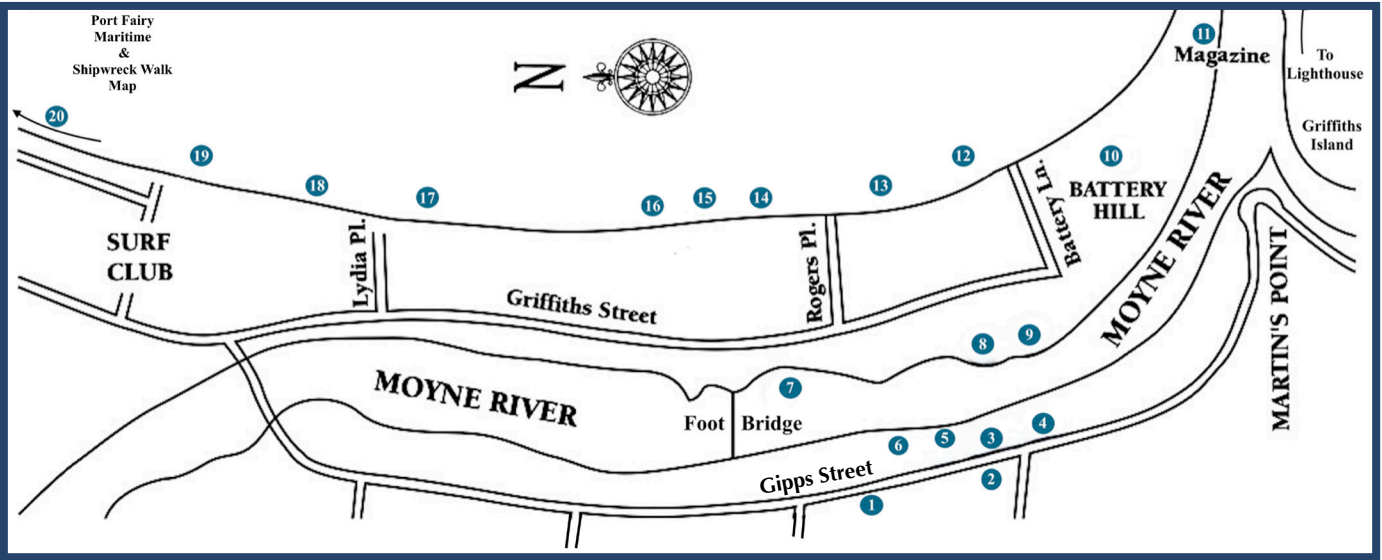 Port Fairy
Maritime
&
Shipwreck Walk
Map
N
11
Magazine
To
Lighthouse
Griffiths
Island
20
19
18
17
16
15
14
13
12
10
BATTERY
HILL
Battery Ln.
SURF
CLUB
Lydia Pl.
Griffiths Street
Rogers Pl.
MOYNE RIVER
MARTIN'S POINT
8
9
7
MOYNE RIVER
Foot Bridge
6
5
3
4
Gipps Street
2
1